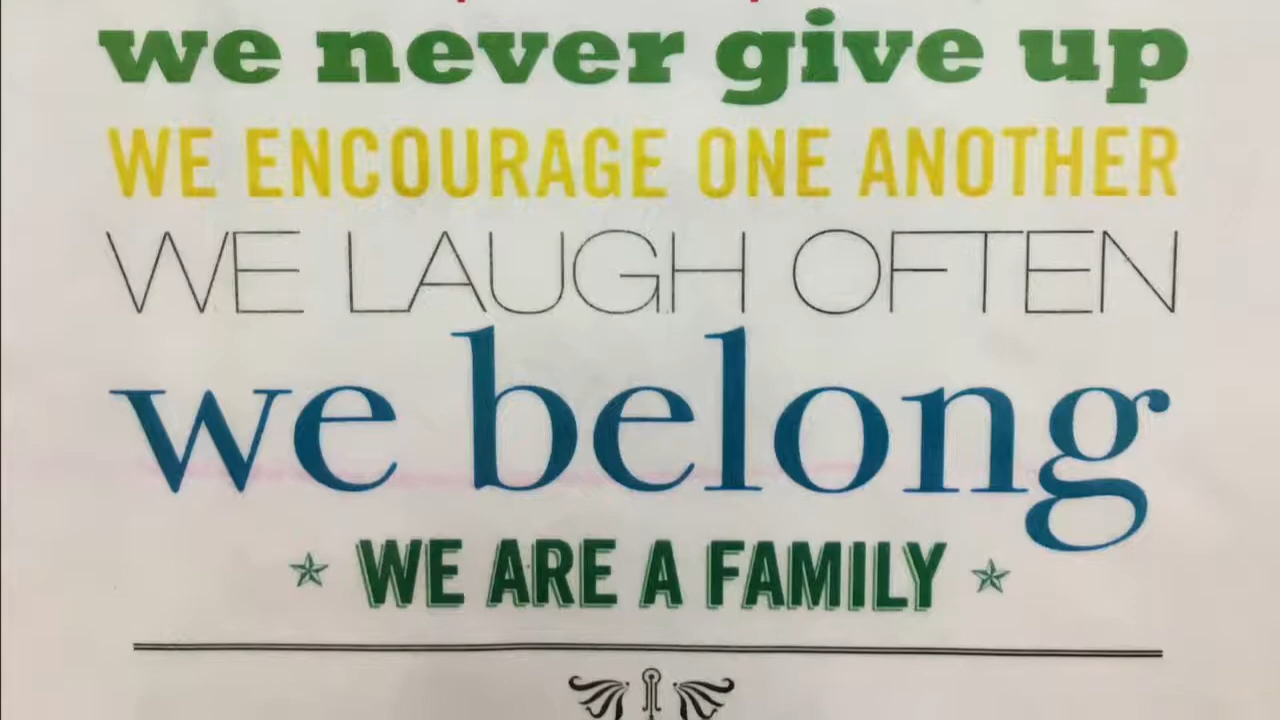 we never give up
WE ENCOURAGE ONE ANOTHER
WE LAUGH OFTEN
we belong
WE ARE A FAMILY